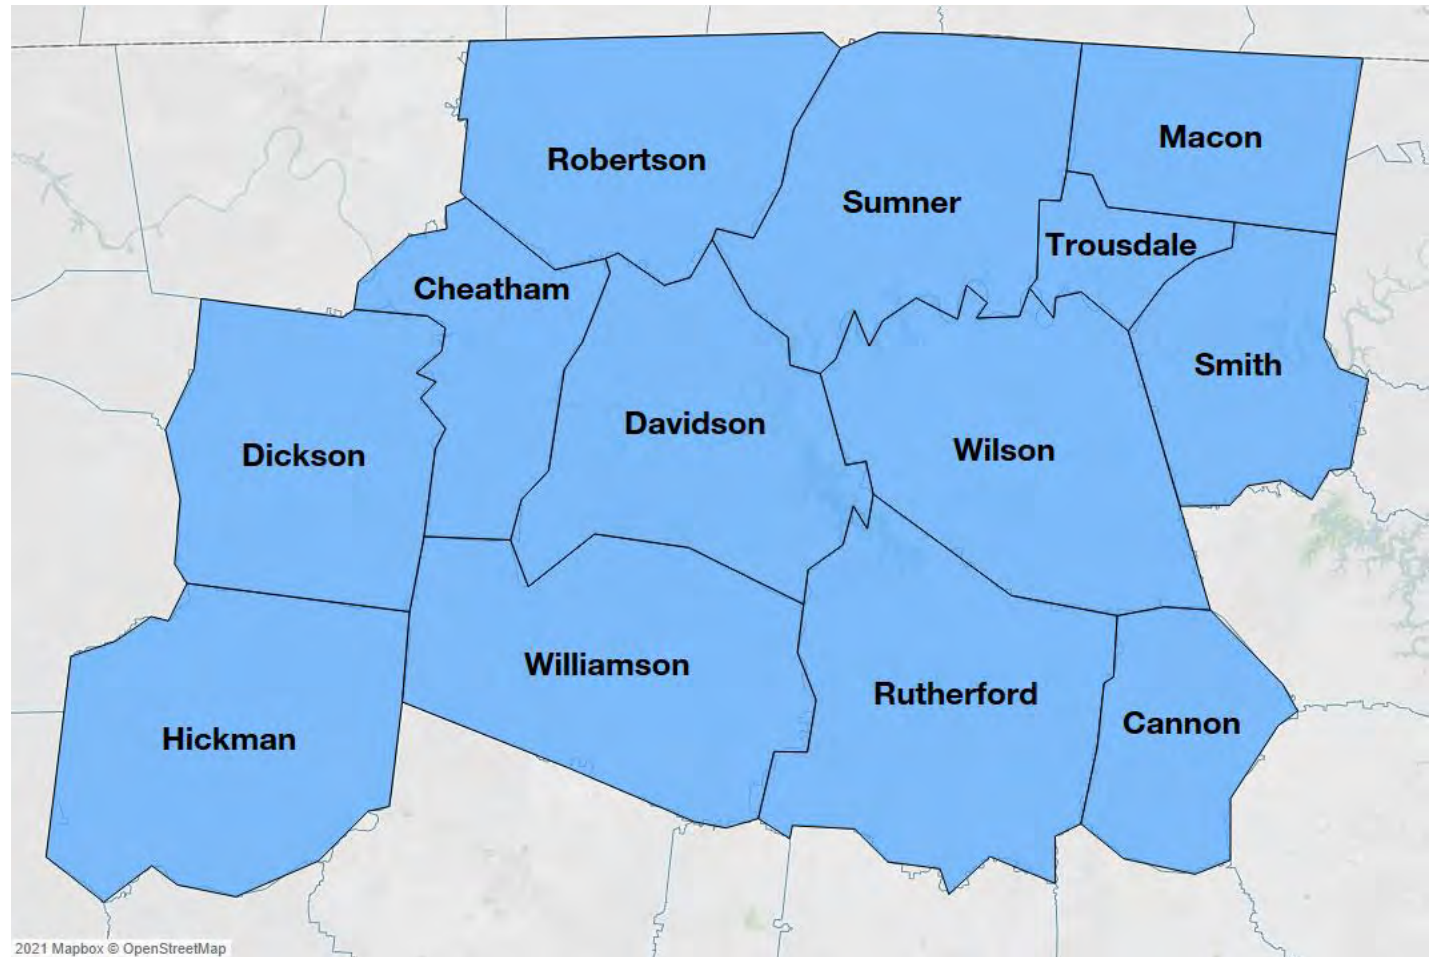 Macon
Robertson
Sumner
Trousdale
Cheatham
Smith
Davidson
Wilson
Dickson
Williamson
Rutherford
Cannon
Hickman
2021 Mapbox © OpenStreetMap